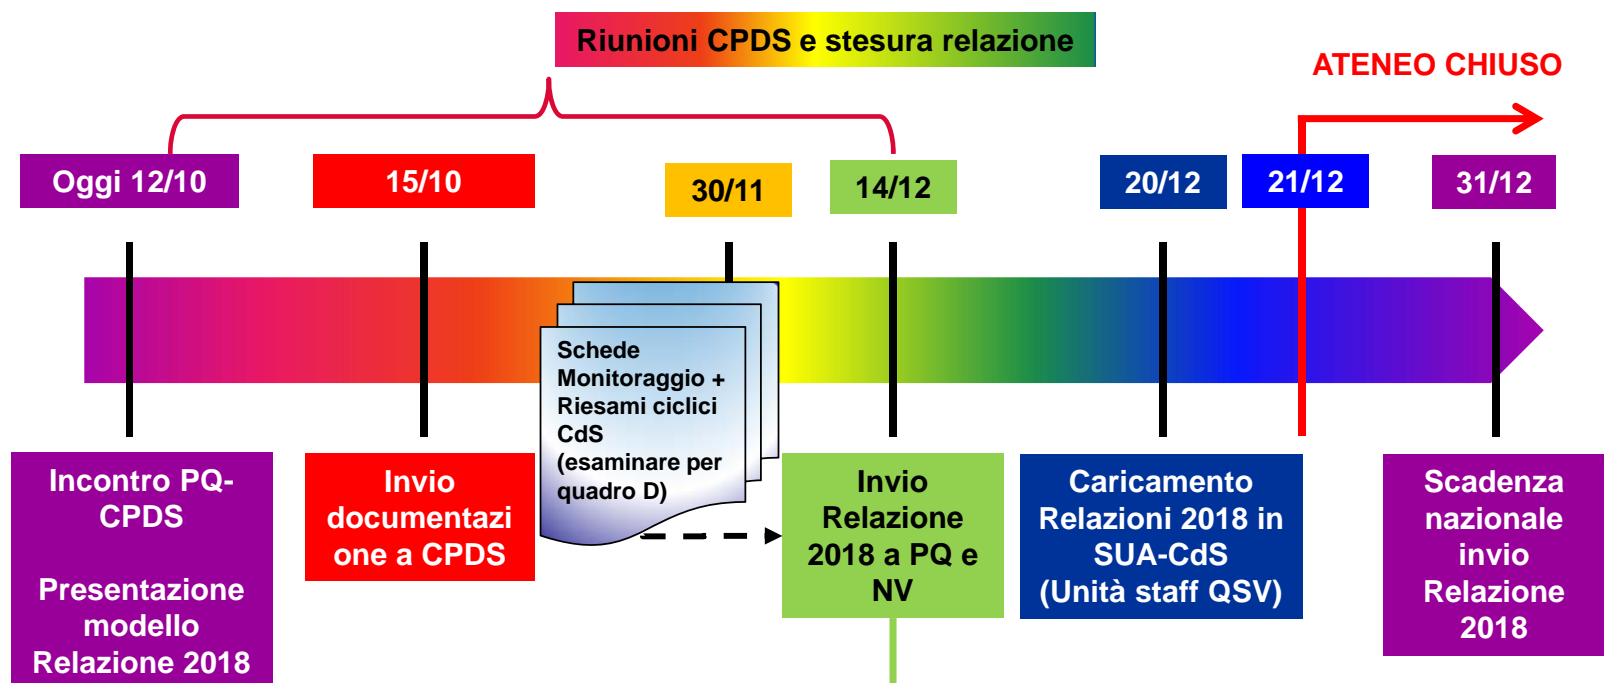 Riunioni CPDS e stesura relazione
ATENEO CHIUSO
Oggi 12/10
15/10
30/11
14/12
20/12
21/12
31/12
Schede
Monitoraggio +
Riesami ciclici
CdS
(esaminare per
quadro D)
Incontro PQ-
CPDS
Presentazione
modello
Relazione 2018
Invio
documentazi
one a CPDS
Invio
Relazione
2018 a PQ e
NV
Caricamento
Relazioni 2018 in
SUA-CdS
(Unità staff QSV)
Scadenza
nazionale
invio
Relazione
2018